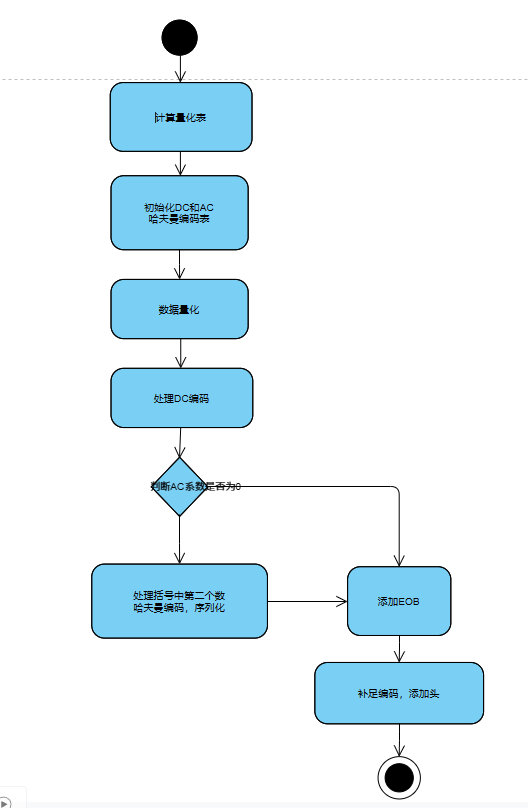 计算量化表
初始化DC和AC
哈夫曼编码表
数据量化
处理DC编码
判断AC系数是否为0
处理括号中第二个数
哈夫曼编码，序列化
添加EOB
补足编码，添加头